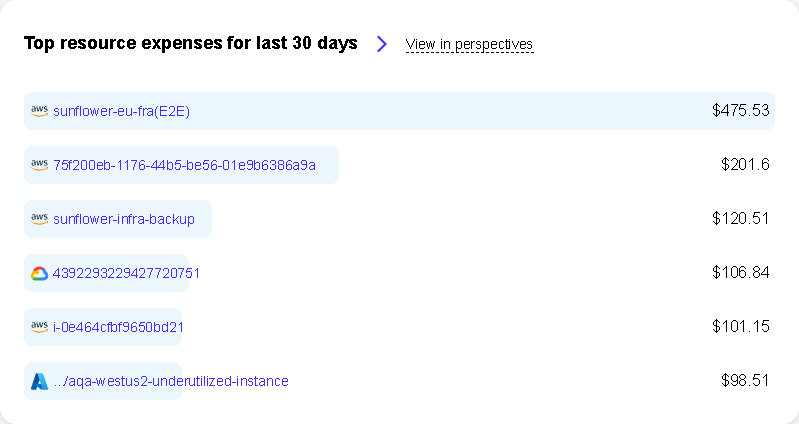 Top resource expenses for last 30 days View in perspectives
aws sunflower-eu-fra(E2E) $475.53
aws 75f200eb-1176-44b5-be56-01e9b6386a9a $201.6
aws sunflower-infra-backup $120.51
4392293229427720751 $106.84
aws i-0e464cfbf9650bd21 $101.15
.../aqa-westus2-underutilized-instance $98.51